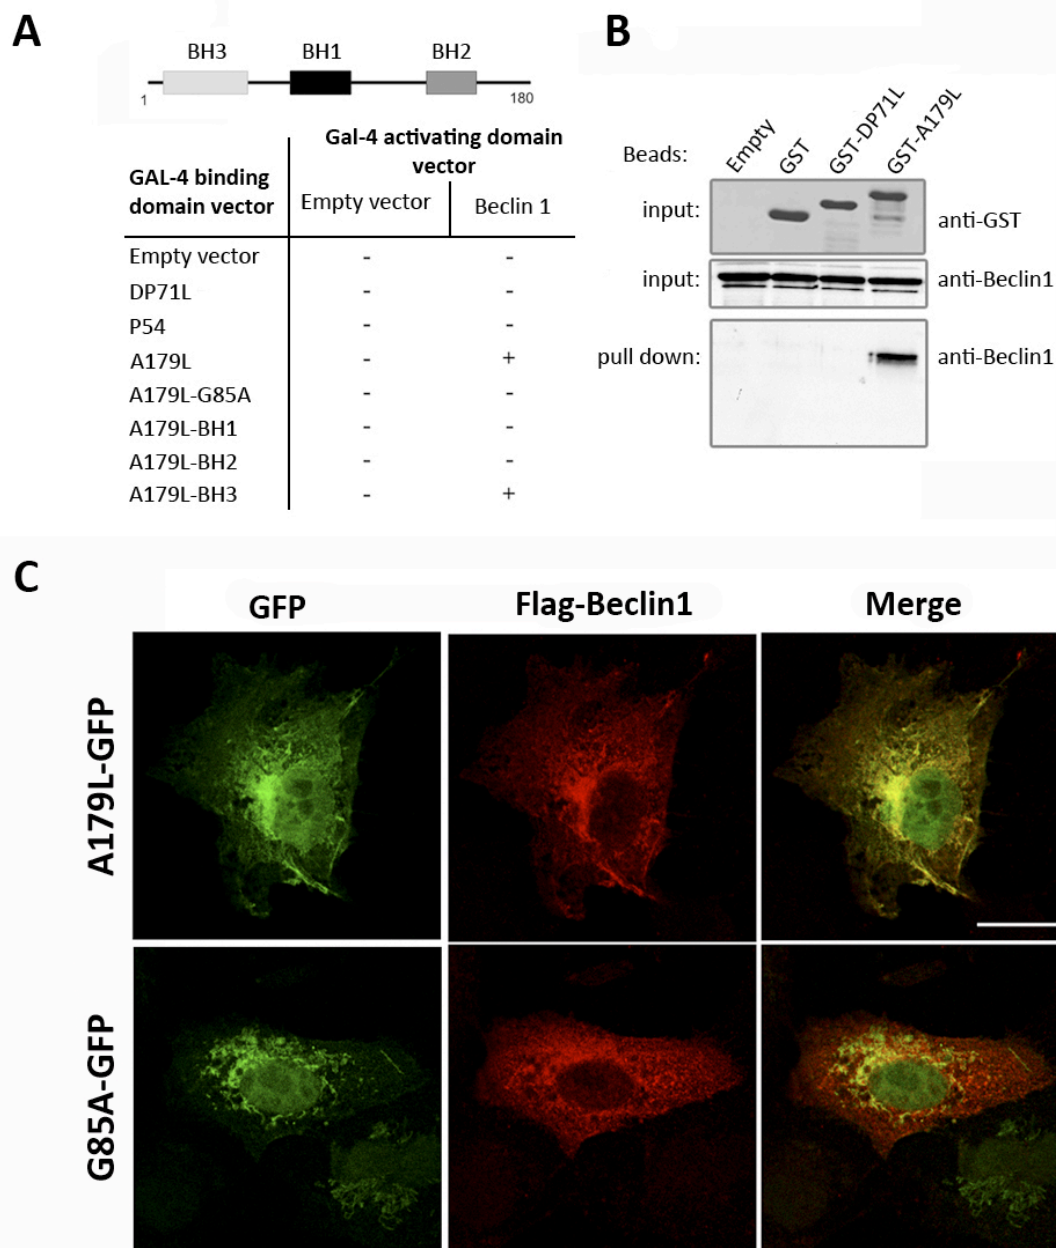 A
BH3
BH1
BH2
1
180
Gal-4 activating domain
vector
GAL-4 binding
domain vector
Empty vector
Beclin 1
Empty vector - -
DP71L - -
P54 - -
A179L - +
A179L-G85A - -
A179L-BH1 - -
A179L-BH2 - -
A179L-BH3 - +
B
Beads:
Empty
GST
GST-DP71L
GST-A179L
input:
anti-GST
input:
anti-Beclin1
pull down:
anti-Beclin1
C
GFP
Flag-Beclin1
Merge
A179L-GFP
G85A-GFP